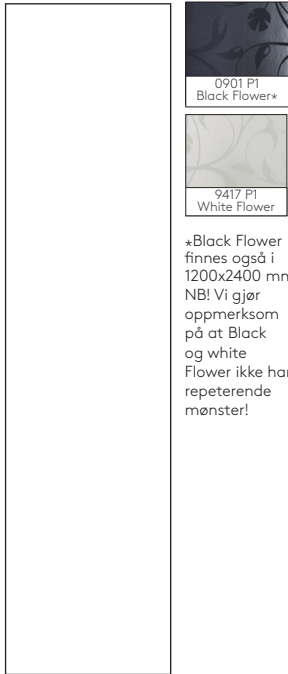 0901 P1
Black Flower*
9417 P1
White Flower
*Black Flower
finnes også i
1200x2400 mm
NB! Vi gjør
oppmerksom
på at Black
og white
Flower ikke har
repeterende
mønster!